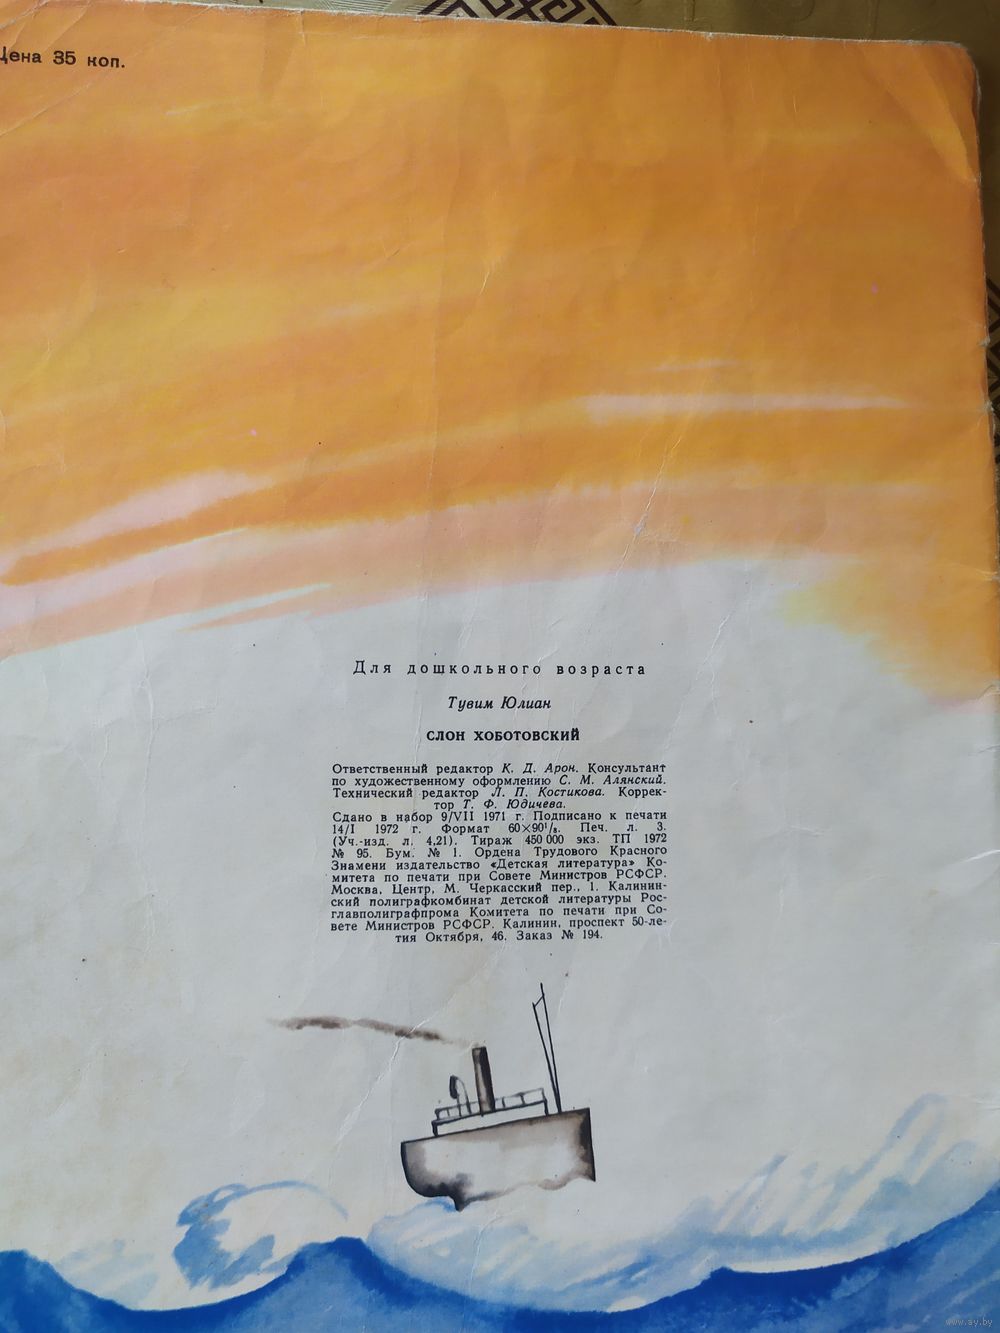 Цена 35 коп.
Для дошкольного возраста
Тувим Юлиан
СЛОН ХОБОТОВСКИЙ
Ответственный редактор К. Д. Арон. Консультант
по художественному оформлению С. М. Алянский.
Технический редактор Л. П. Костикова. Коррек-
тор Т. Ф. Юдичева.
Сдано в набор 9/VII 1971 г. Подписано к печати
14/I 1972 г. Формат 60×90¹/₈. Печ. л. 3.
(Уч.-изд. л. 4,21). Тираж 450 000 экз. ТП 1972
№ 95. Бум. № 1. Ордена Трудового Красного
Знамени издательство «Детская литература» Ко-
митета по печати при Совете Министров РСФСР.
Москва, Центр, М. Черкасский пер., 1. Калинин-
ский полиграфкомбинат детской литературы Рос-
главполиграфпрома Комитета по печати при Со-
вете Министров РСФСР. Калинин, проспект 50-ле-
тия Октября, 46. Заказ № 194.
www.ay.by